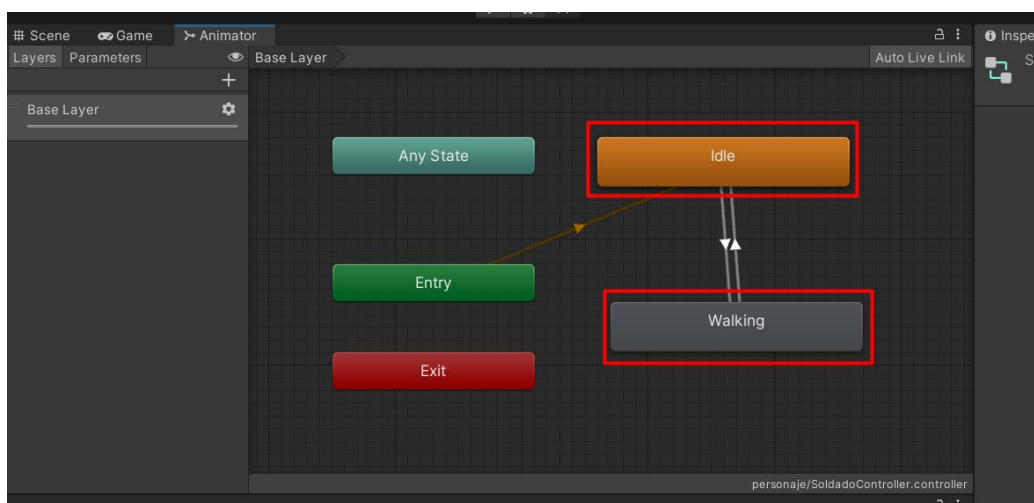 Scene Game Animator
Layers Parameters Base Layer Auto Live Link
Base Layer
Any State
Idle
Entry
Walking
Exit
personaje/SoldadoController.controller